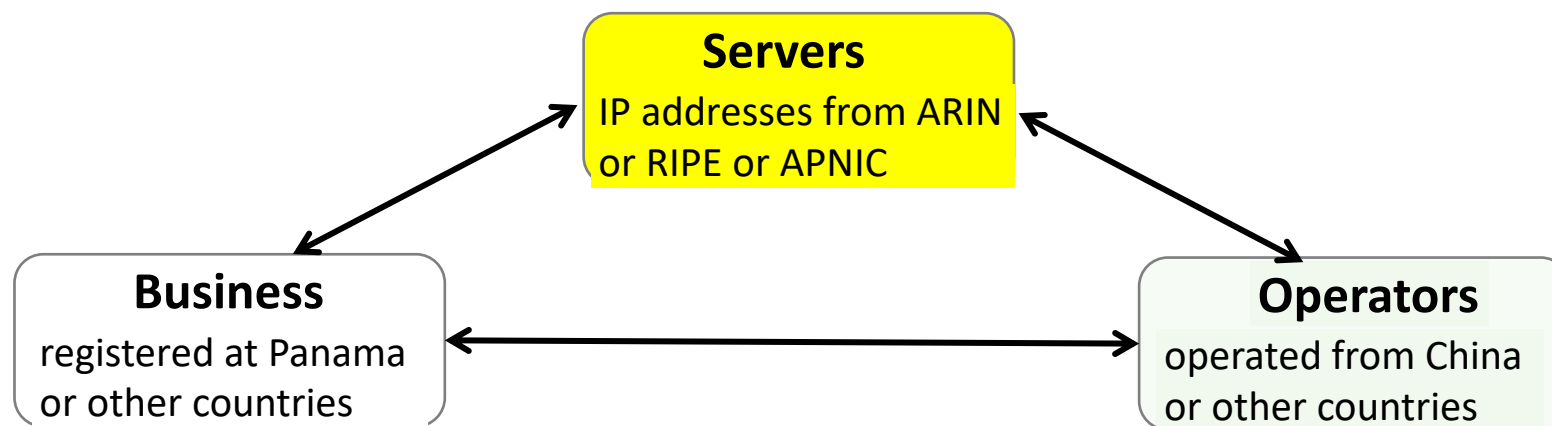 Servers
IP addresses from ARIN
or RIPE or APNIC
Business
registered at Panama
or other countries
Operators
operated from China
or other countries